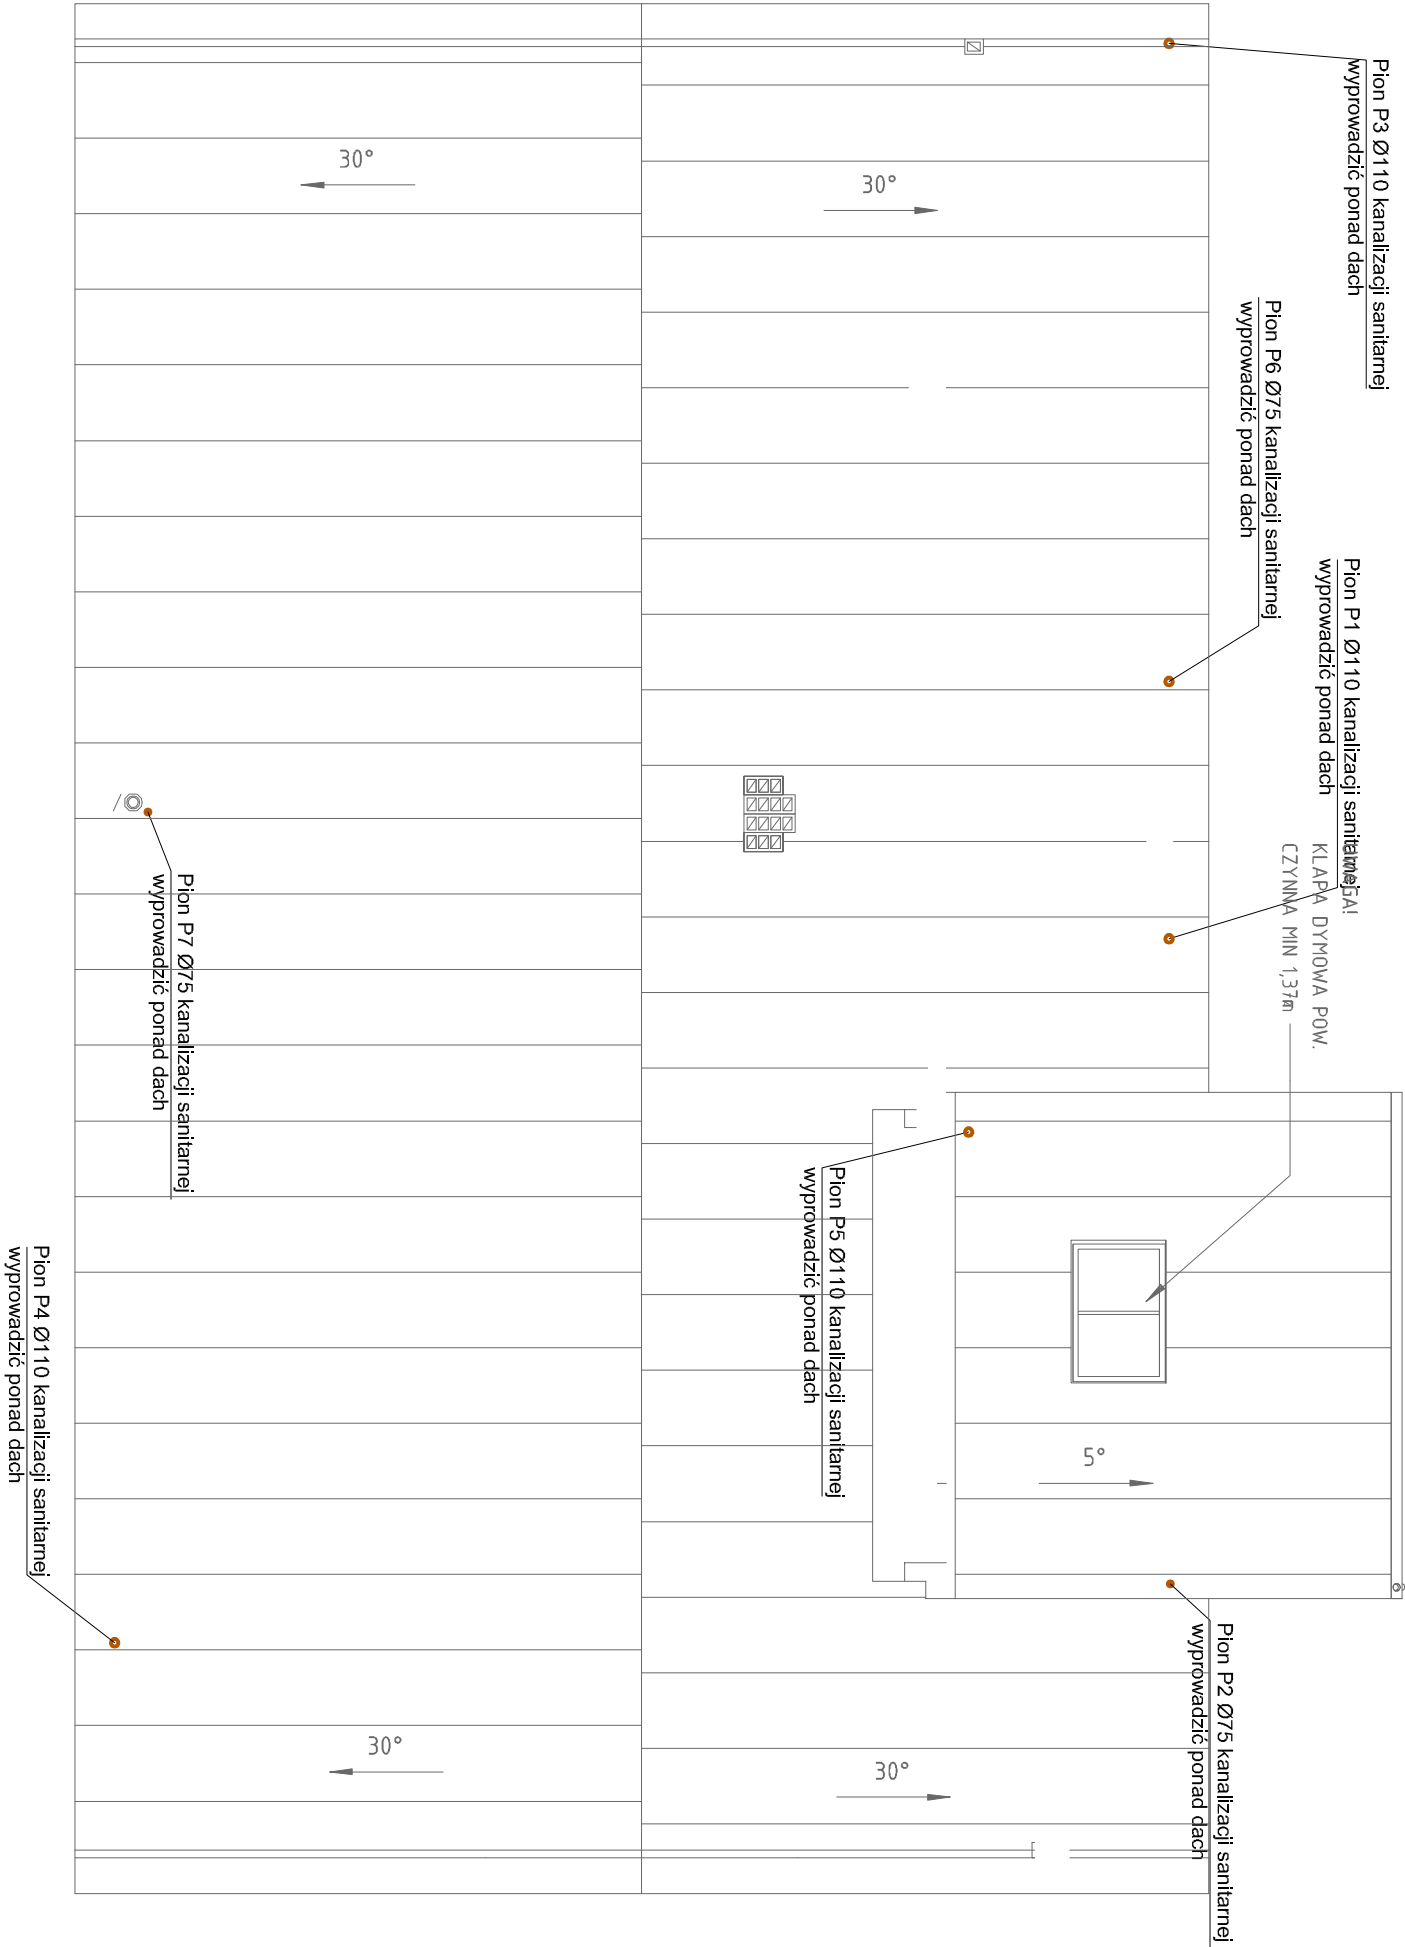 Pion P3 Ø110 kanalizacji sanitarnej
wyprowadzić ponad dach
30°
30°
Pion P6 Ø75 kanalizacji sanitarnej
wyprowadzić ponad dach
Pion P1 Ø110 kanalizacji sanitarnej
wyprowadzić ponad dach
UWAGA!
KLAPA DYMOWA POW.
CZYNNA MIN 1,37m
Pion P7 Ø75 kanalizacji sanitarnej
wyprowadzić ponad dach
Pion P5 Ø110 kanalizacji sanitarnej
wyprowadzić ponad dach
Pion P4 Ø110 kanalizacji sanitarnej
wyprowadzić ponad dach
5°
Pion P2 Ø75 kanalizacji sanitarnej
wyprowadzić ponad dach
30°
30°